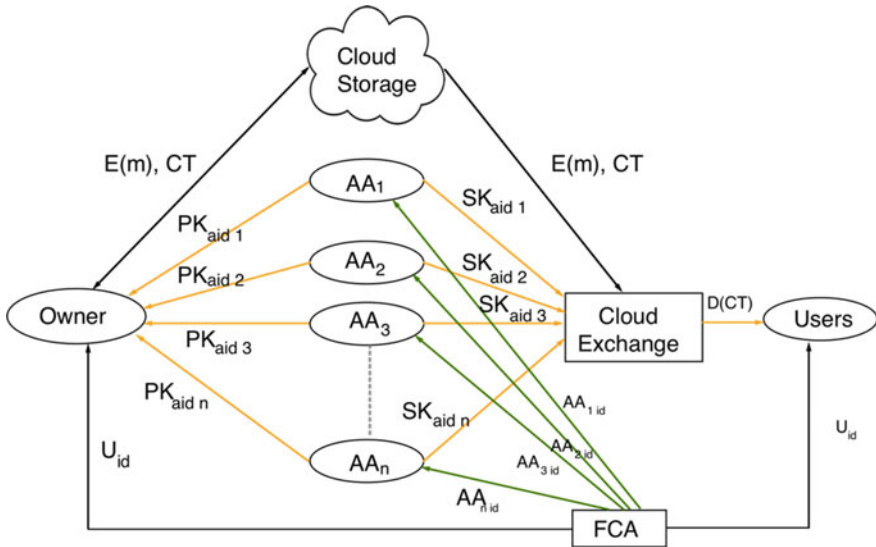 Cloud
Storage
E(m), CT
E(m), CT
AA1
PKaid 1
SKaid 1
AA2
PKaid 2
SKaid 2
Owner
AA3
PKaid 3
SKaid 3
Cloud
Exchange
D(CT)
Users
PKaid n
SKaid n
AAn
AA1 id
AA2 id
AA3 id
AAn id
Uid
Uid
FCA